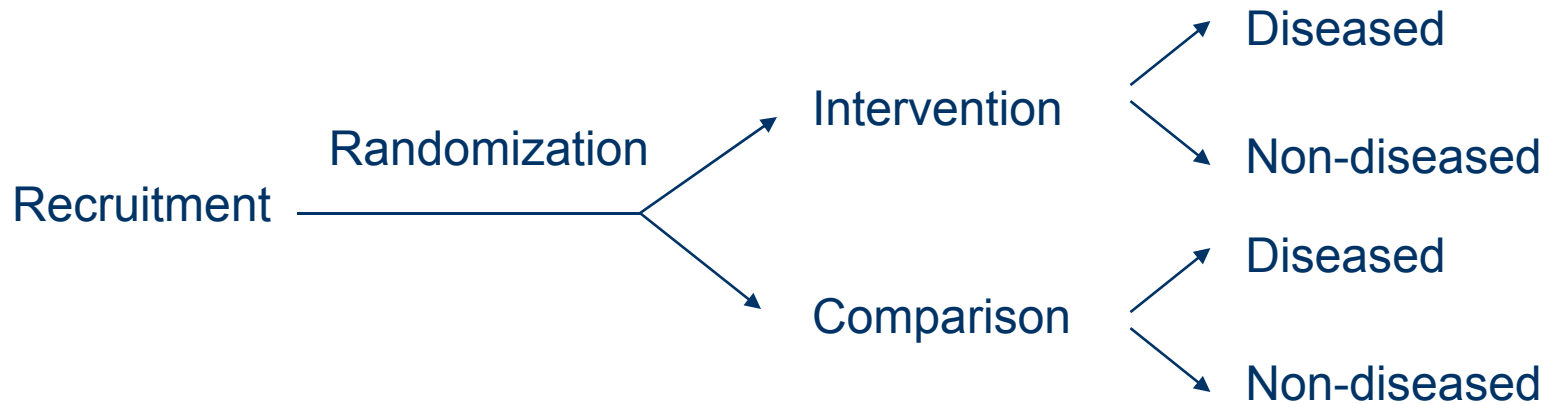 Recruitment
Randomization
Intervention
Diseased
Non-diseased
Comparison
Diseased
Non-diseased